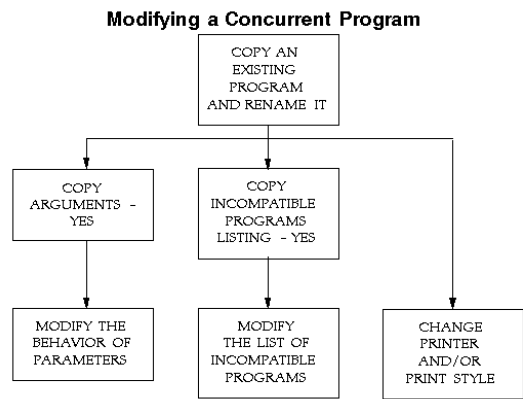 Modifying a Concurrent Program
COPY AN
EXISTING
PROGRAM
AND RENAME IT
COPY
ARGUMENTS –
YES
COPY
INCOMPATIBLE
PROGRAMS
LISTING – YES
MODIFY THE
BEHAVIOR OF
PARAMETERS
MODIFY
THE LIST OF
INCOMPATIBLE
PROGRAMS
CHANGE
PRINTER
AND/OR
PRINT STYLE